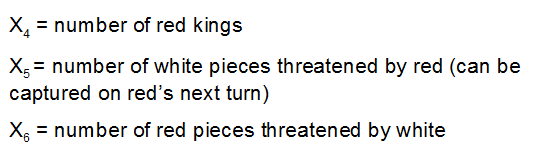 X₄ = number of red kings
X₅ = number of white pieces threatened by red (can be
captured on red’s next turn)
X₆ = number of red pieces threatened by white